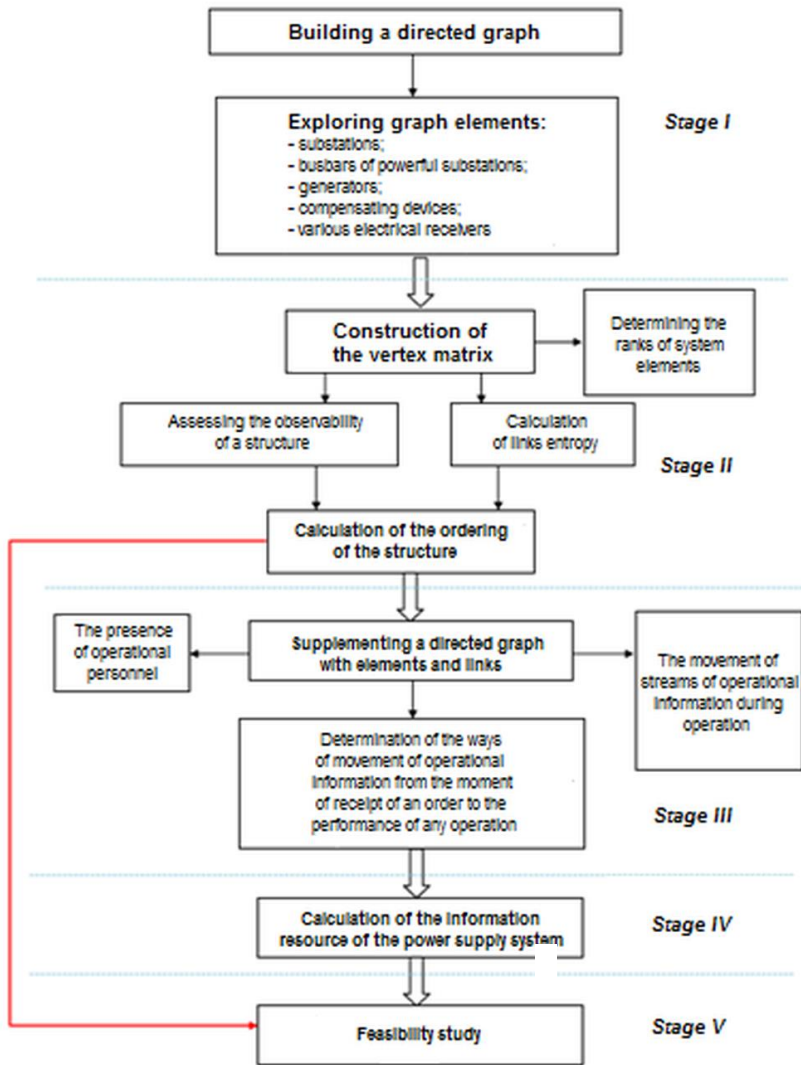 Building a directed graph
Exploring graph elements:
- substations;
- busbars of powerful substations;
- generators;
- compensating devices;
- various electrical receivers
Stage I
Construction of
the vertex matrix
Determining the
ranks of system
elements
Assessing the observability
of a structure
Calculation
of links entropy
Stage II
Calculation of the ordering
of the structure
The presence
of operational
personnel
Supplementing a directed graph
with elements and links
The movement of
streams of operational
information during
operation
Determination of the ways
of movement of operational
information from the moment
of receipt of an order to the
performance of any operation
Stage III
Calculation of the information
resource of the power supply system
Stage IV
Feasibility study
Stage V